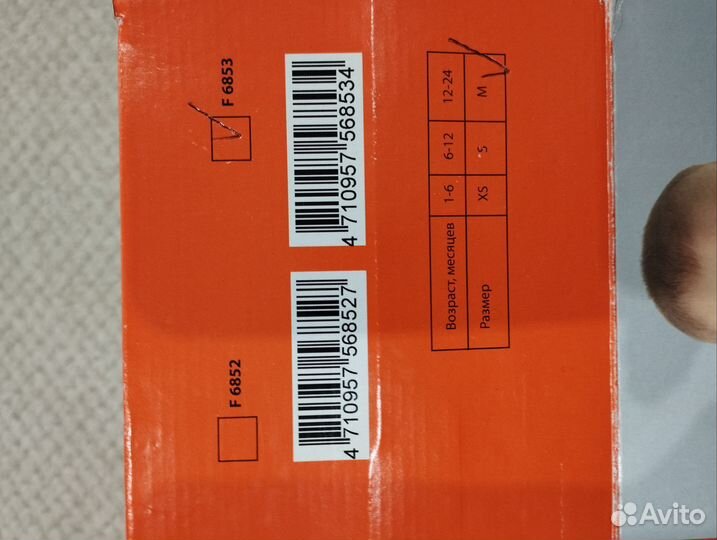 F 6852
F 6853
4 710957 568527
4 710957 568534
Возраст, месяцев 1-6 6-12 12-24
Размер XS S M
Avito